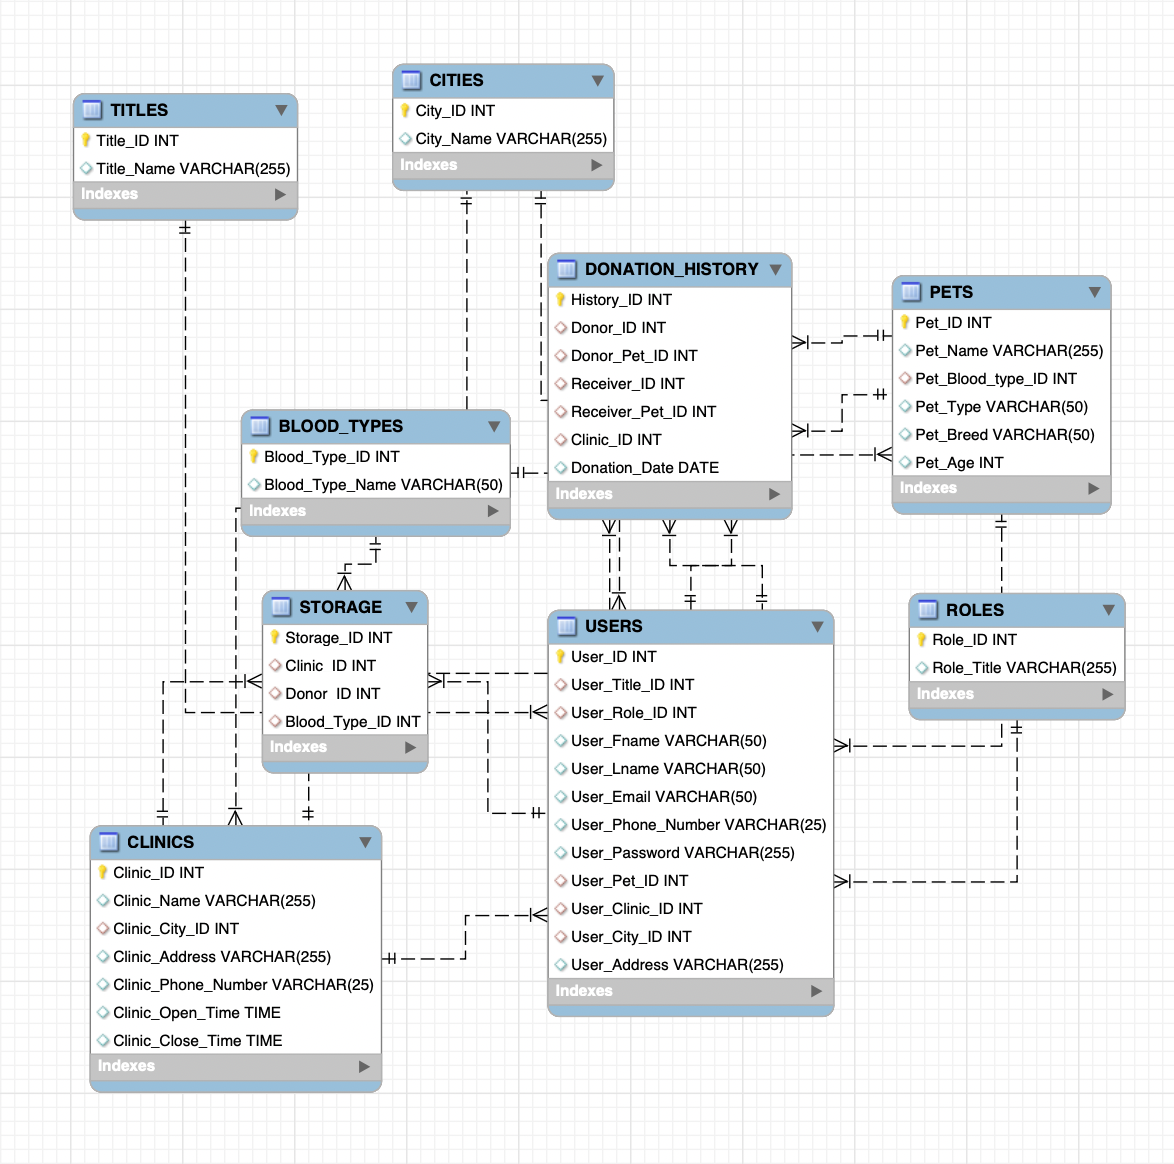 CITIES
City_ID INT
City_Name VARCHAR(255)
Indexes
TITLES
Title_ID INT
Title_Name VARCHAR(255)
Indexes
DONATION_HISTORY
History_ID INT
Donor_ID INT
Donor_Pet_ID INT
Receiver_ID INT
Receiver_Pet_ID INT
Clinic_ID INT
Donation_Date DATE
Indexes
PETS
Pet_ID INT
Pet_Name VARCHAR(255)
Pet_Blood_type_ID INT
Pet_Type VARCHAR(50)
Pet_Breed VARCHAR(50)
Pet_Age INT
Indexes
BLOOD_TYPES
Blood_Type_ID INT
Blood_Type_Name VARCHAR(50)
Indexes
STORAGE
Storage_ID INT
Clinic ID INT
Donor ID INT
Blood_Type_ID INT
Indexes
USERS
User_ID INT
User_Title_ID INT
User_Role_ID INT
User_Fname VARCHAR(50)
User_Lname VARCHAR(50)
User_Email VARCHAR(50)
User_Phone_Number VARCHAR(25)
User_Password VARCHAR(255)
User_Pet_ID INT
User_Clinic_ID INT
User_City_ID INT
User_Address VARCHAR(255)
Indexes
ROLES
Role_ID INT
Role_Title VARCHAR(255)
Indexes
CLINICS
Clinic_ID INT
Clinic_Name VARCHAR(255)
Clinic_City_ID INT
Clinic_Address VARCHAR(255)
Clinic_Phone_Number VARCHAR(25)
Clinic_Open_Time TIME
Clinic_Close_Time TIME
Indexes